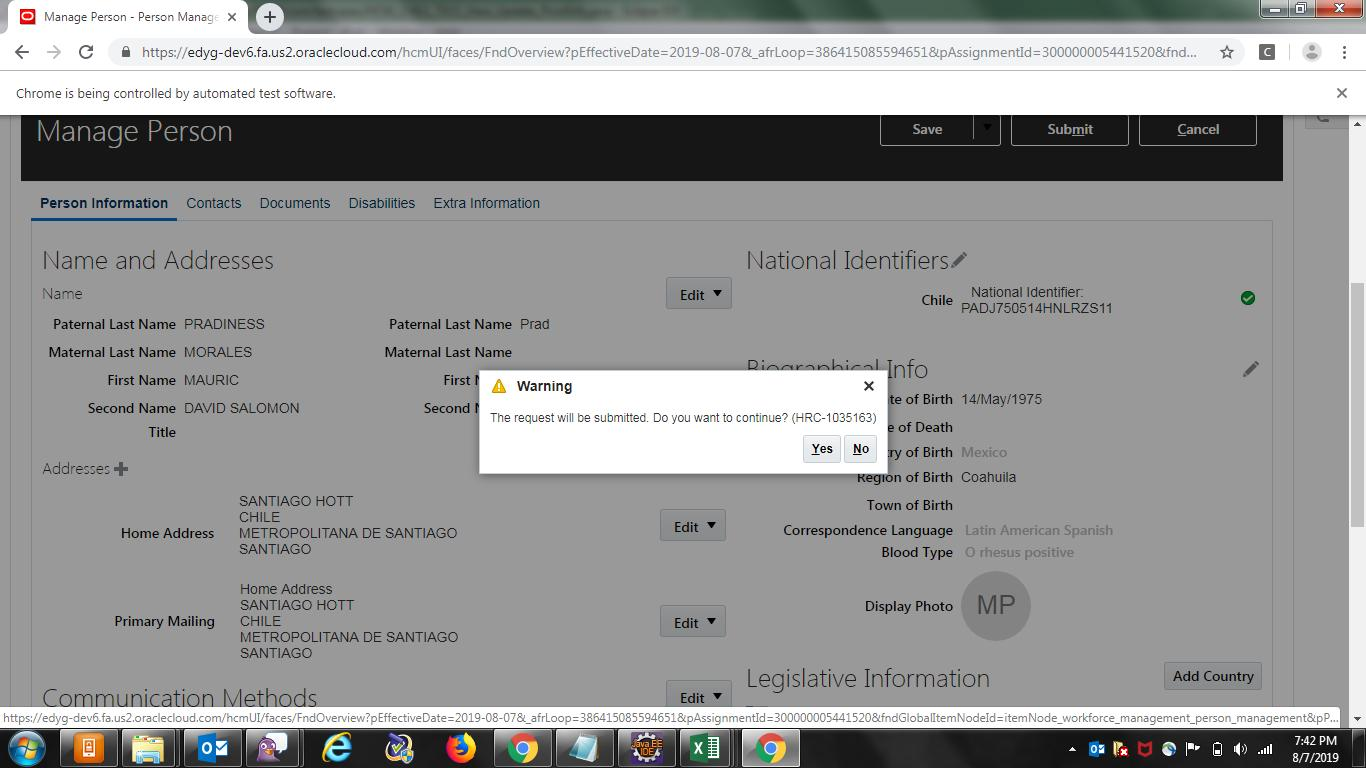 Manage Person - Person Manage
https://edyg-dev6.fa.us2.oraclecloud.com/hcmUI/faces/FndOverview?pEffectiveDate=2019-08-07&_afrLoop=386415085594651&pAssignmentId=300000005441520&fnd...
C
Chrome is being controlled by automated test software.
Manage Person
Save
Submit
Cancel
Person Information
Contacts
Documents
Disabilities
Extra Information
Name and Addresses
Name
Edit
Paternal Last Name PRADINESS
Paternal Last Name Prad
Maternal Last Name MORALES
Maternal Last Name
First Name MAURIC
First
Second Name DAVID SALOMON
Second
Title
Addresses
Home Address
SANTIAGO HOTT
CHILE
METROPOLITANA DE SANTIAGO
SANTIAGO
Edit
Primary Mailing
Home Address
SANTIAGO HOTT
CHILE
METROPOLITANA DE SANTIAGO
SANTIAGO
Edit
Communication Methods
Edit
National Identifiers
Chile
National Identifier:
PADJ750514HNLRZS11
Biographical Info
te of Birth 14/May/1975
e of Death
ry of Birth Mexico
Region of Birth Coahuila
Town of Birth
Correspondence Language Latin American Spanish
Blood Type O rhesus positive
Display Photo MP
Legislative Information
Add Country
Warning
The request will be submitted. Do you want to continue? (HRC-1035163)
Yes
No
https://edyg-dev6.fa.us2.oraclecloud.com/hcmUI/faces/FndOverview?pEffectiveDate=2019-08-07&_afrLoop=386415085594651&pAssignmentId=300000005441520&fndGlobalItemNodeId=itemNode_workforce_management_person_management&pP...
Java EE
IDE
7:42 PM
8/7/2019